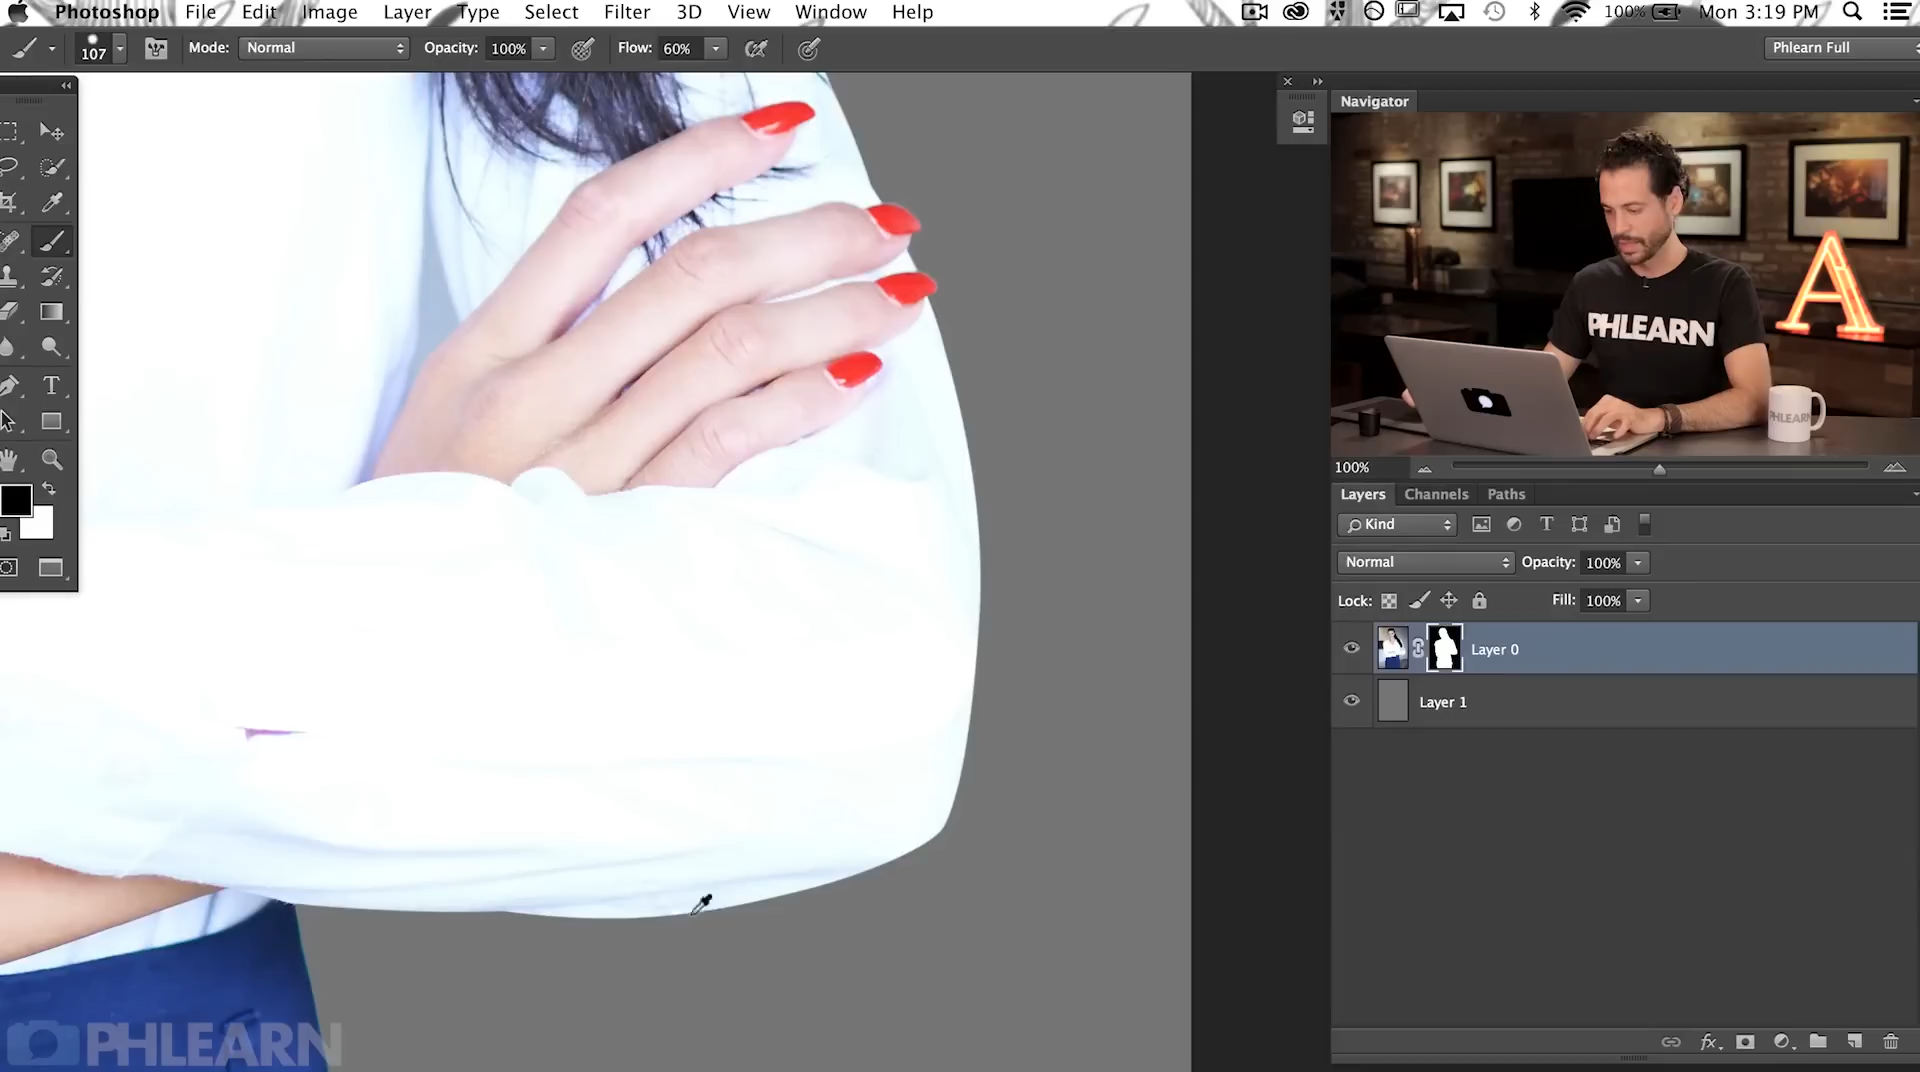 Photoshop File Edit Image Layer Type Select Filter 3D View Window Help 100% Mon 3:19 PM
107 Mode: Normal Opacity: 100% Flow: 60% Phlearn Full
Navigator
PHLEARN
A
PHLEARN
100%
Layers Channels Paths
Kind T
Normal Opacity: 100%
Lock: Fill: 100%
Layer 0
Layer 1
fx
T
PHLEARN